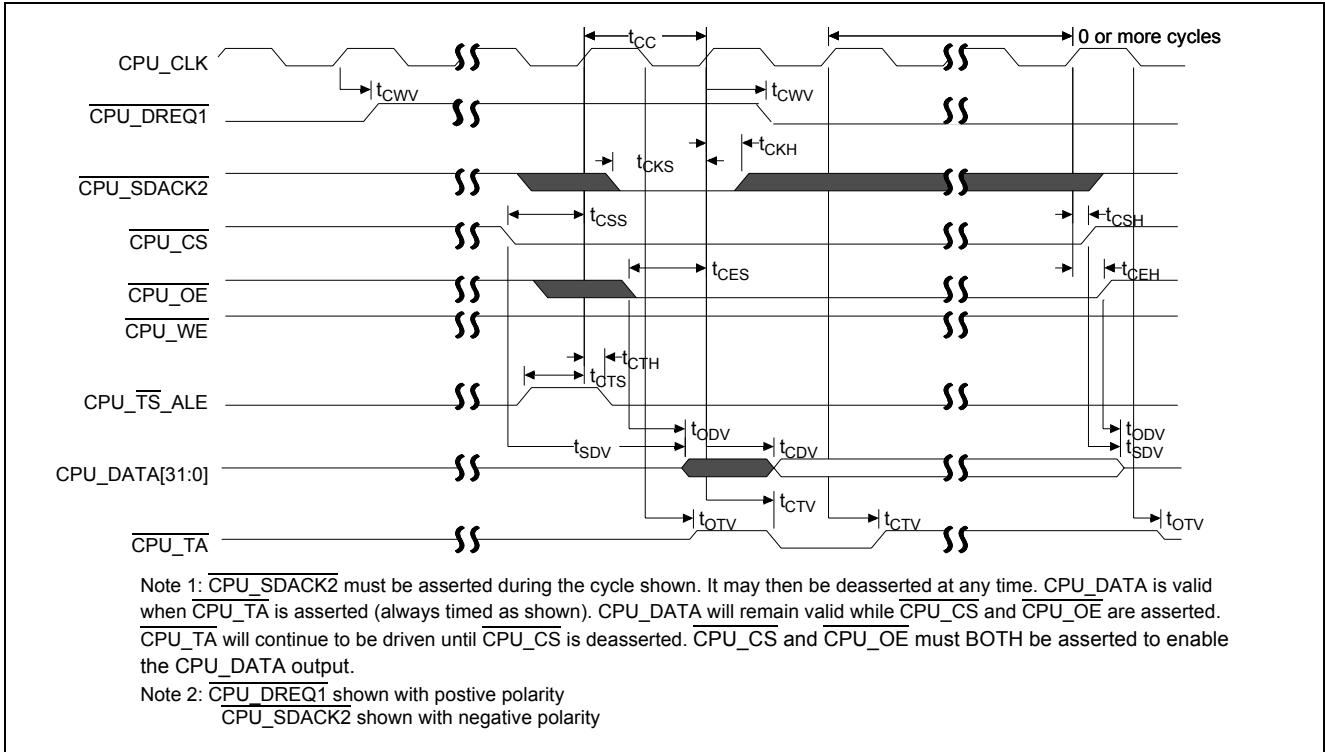 t_CC
0 or more cycles
CPU_CLK
t_CWV
t_CWV
CPU_DREQ1
t_CKH
t_CKS
CPU_SDACK2
t_CSS
t_CSH
CPU_CS
t_CES
t_CEH
CPU_OE
CPU_WE
t_CTH
t_CTS
CPU_TS_ALE
t_ODV
t_ODV
t_SDV
t_CDV
t_SDV
CPU_DATA[31:0]
t_CTV
t_OTV
t_CTV
t_OTV
CPU_TA
Note 1: CPU_SDACK2 must be asserted during the cycle shown. It may then be deasserted at any time. CPU_DATA is valid
when CPU_TA is asserted (always timed as shown). CPU_DATA will remain valid while CPU_CS and CPU_OE are asserted.
CPU_TA will continue to be driven until CPU_CS is deasserted. CPU_CS and CPU_OE must BOTH be asserted to enable
the CPU_DATA output.
Note 2: CPU_DREQ1 shown with postive polarity
CPU_SDACK2 shown with negative polarity